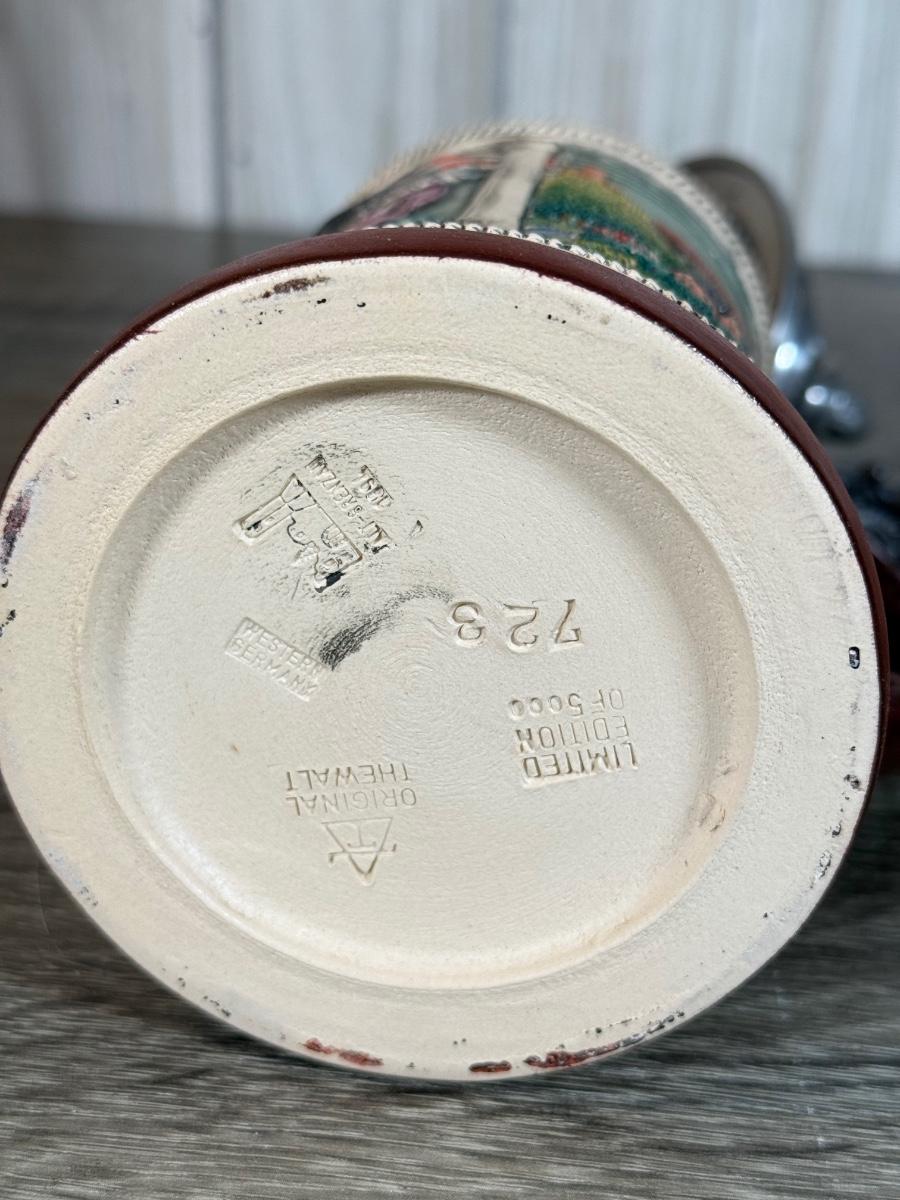 ORIGINAL
THEWALT
LIMITED
EDITION
OF 5000
723
WESTERN
GERMANY